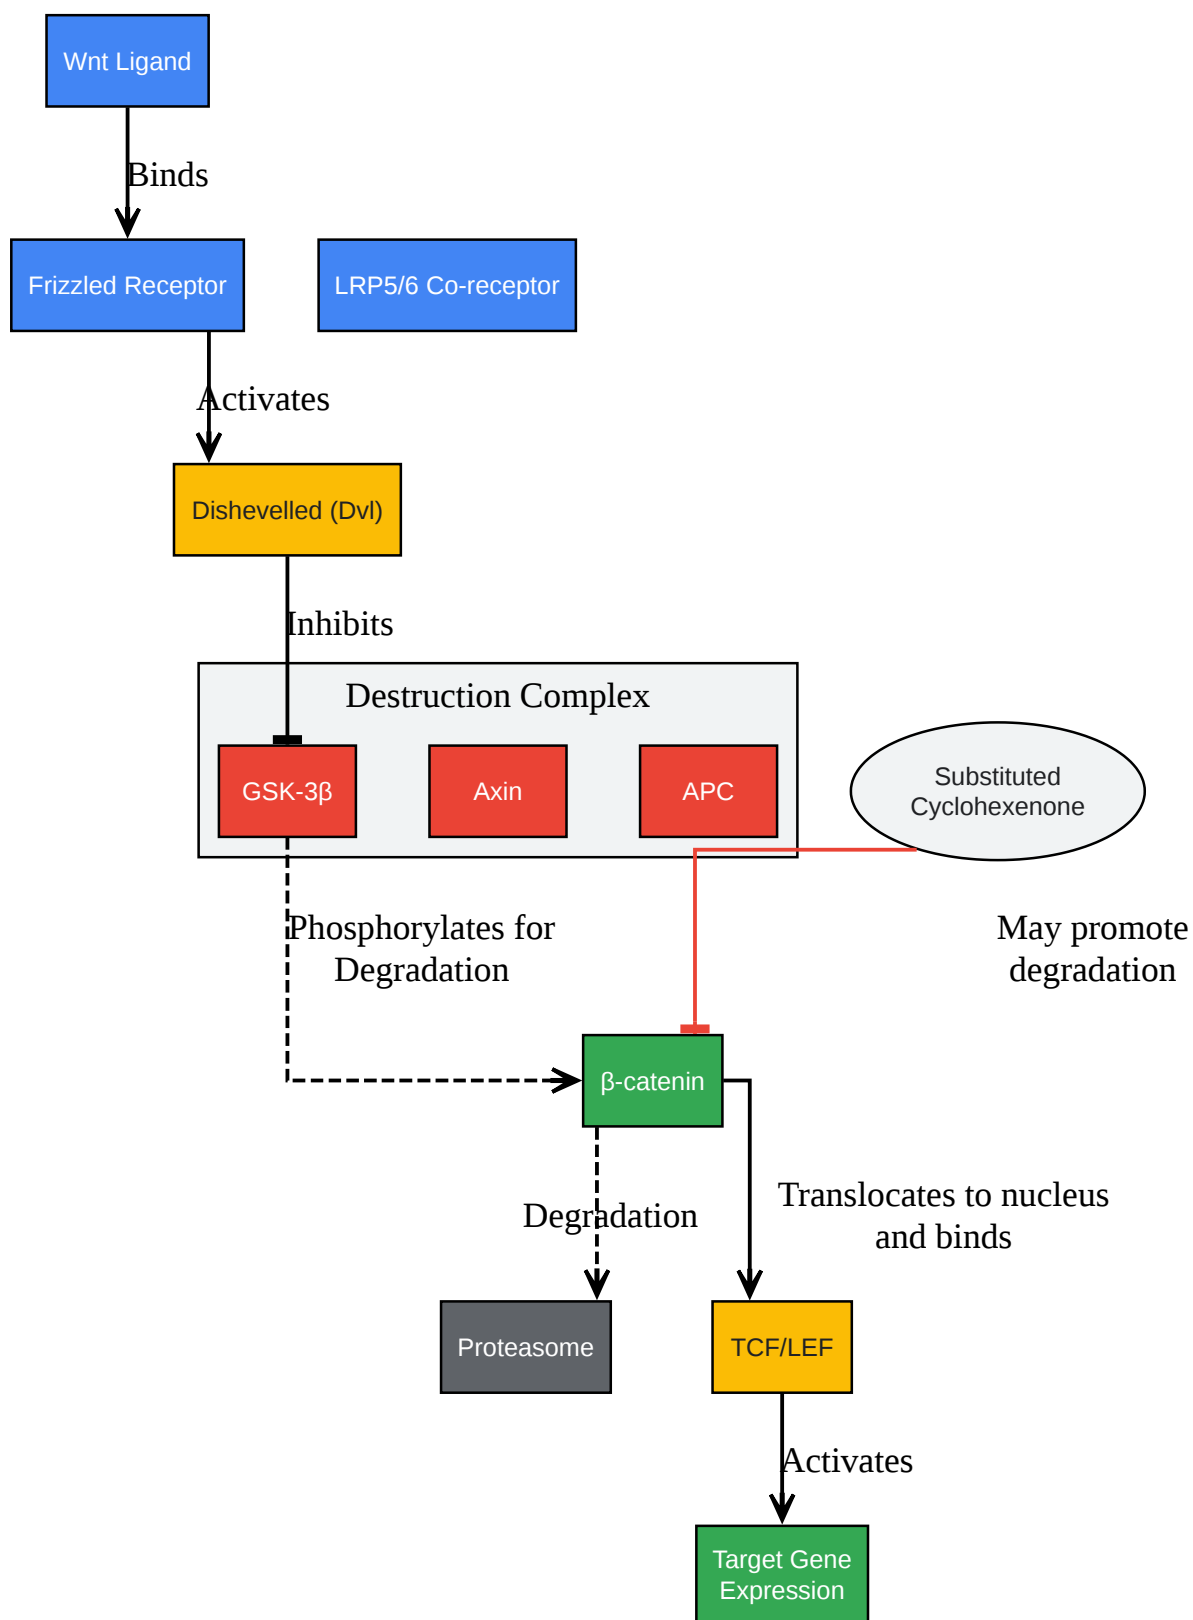 Wnt Ligand
Binds
Frizzled Receptor
LRP5/6 Co-receptor
Activates
Dishevelled (Dvl)
Inhibits
Destruction Complex
GSK-3β
Axin
APC
Substituted
Cyclohexenone
Phosphorylates for
Degradation
May promote
degradation
β-catenin
Degradation
Translocates to nucleus
and binds
Proteasome
TCF/LEF
Activates
Target Gene
Expression